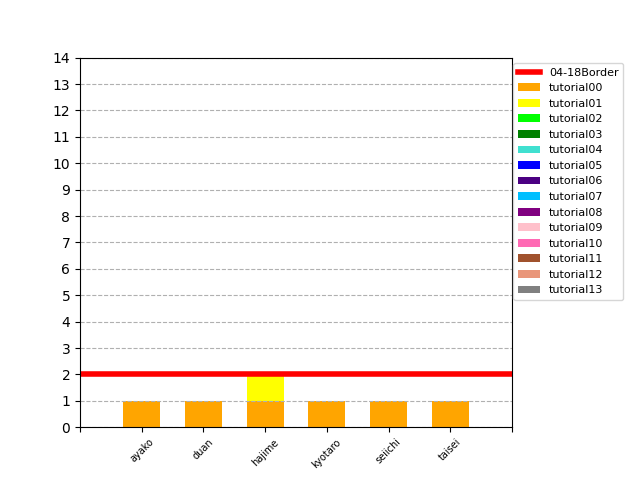 14
13
12
11
10
9
8
7
6
5
4
3
2
1
0
ayako
duan
hajime
kyotaro
seiichi
taisei
04-18Border
tutorial00
tutorial01
tutorial02
tutorial03
tutorial04
tutorial05
tutorial06
tutorial07
tutorial08
tutorial09
tutorial10
tutorial11
tutorial12
tutorial13